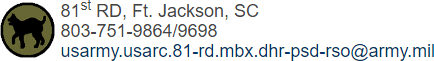 81st RD, Ft. Jackson, SC
803-751-9864/9698
usarmy.usarc.81-rd.mbx.dhr-psd-rso@army.mil